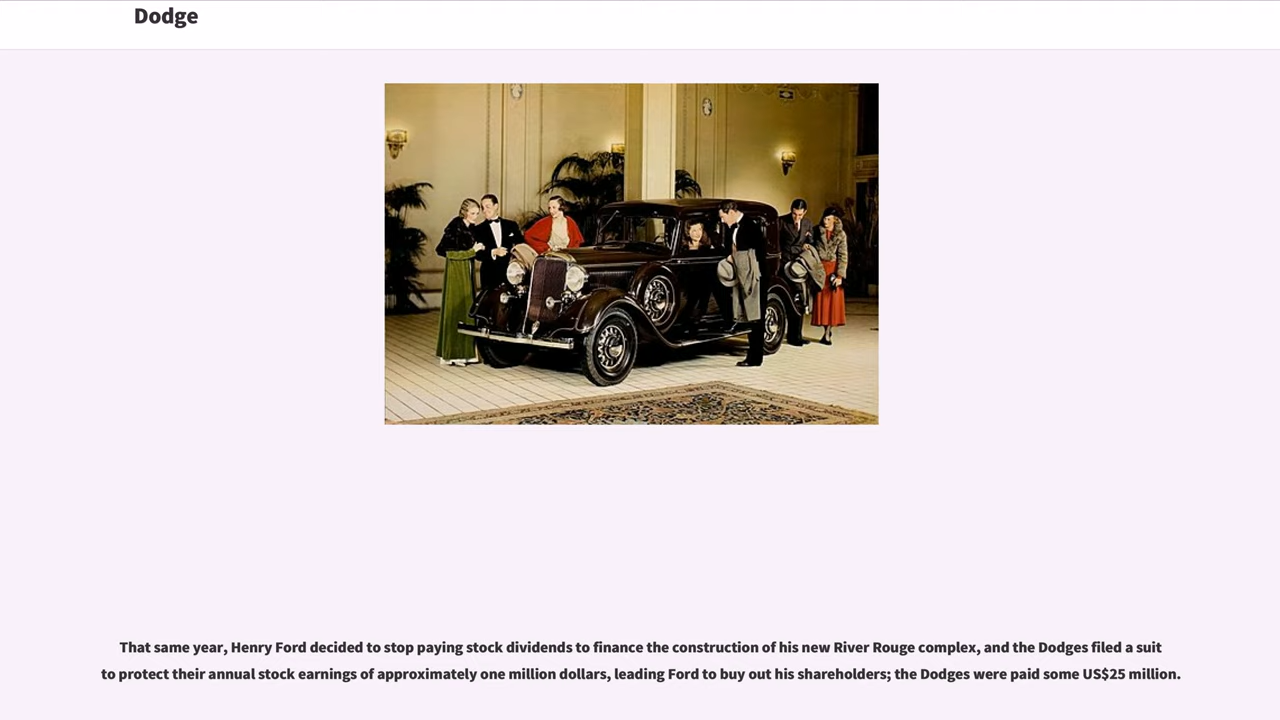 Dodge
That same year, Henry Ford decided to stop paying stock dividends to finance the construction of his new River Rouge complex, and the Dodges filed a suit
to protect their annual stock earnings of approximately one million dollars, leading Ford to buy out his shareholders; the Dodges were paid some US$25 million.